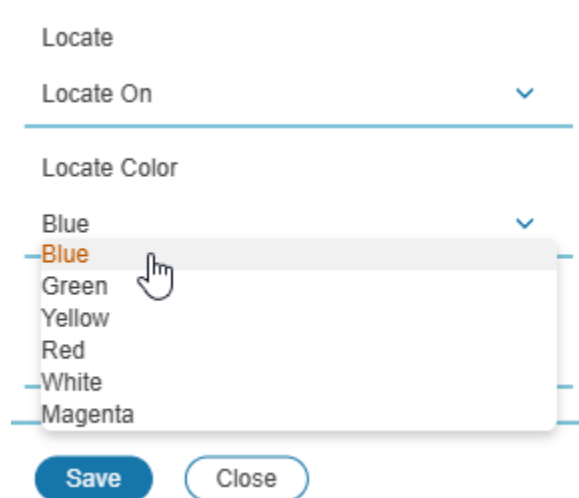 Locate
Locate On
Locate Color
Blue
Blue
Green
Yellow
Red
White
Magenta
Save Close